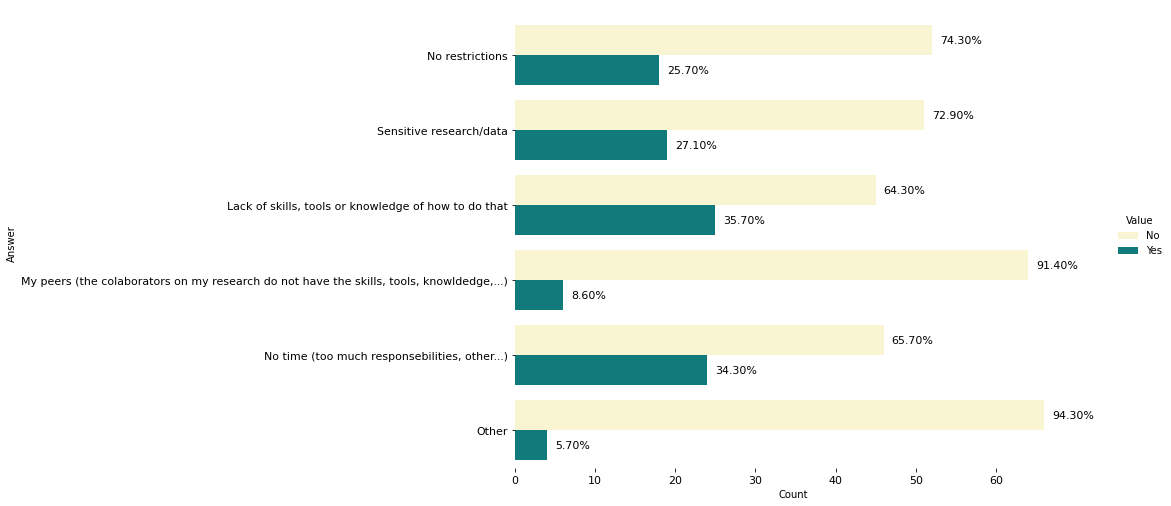 No restrictions
74.30%
25.70%
Sensitive research/data
72.90%
27.10%
Lack of skills, tools or knowledge of how to do that
64.30%
35.70%
My peers (the colaborators on my research do not have the skills, tools, knowldedge,...)
91.40%
8.60%
No time (too much responsebilities, other...)
65.70%
34.30%
Other
94.30%
5.70%
0 10 20 30 40 50 60
Count
Answer
Value
No
Yes